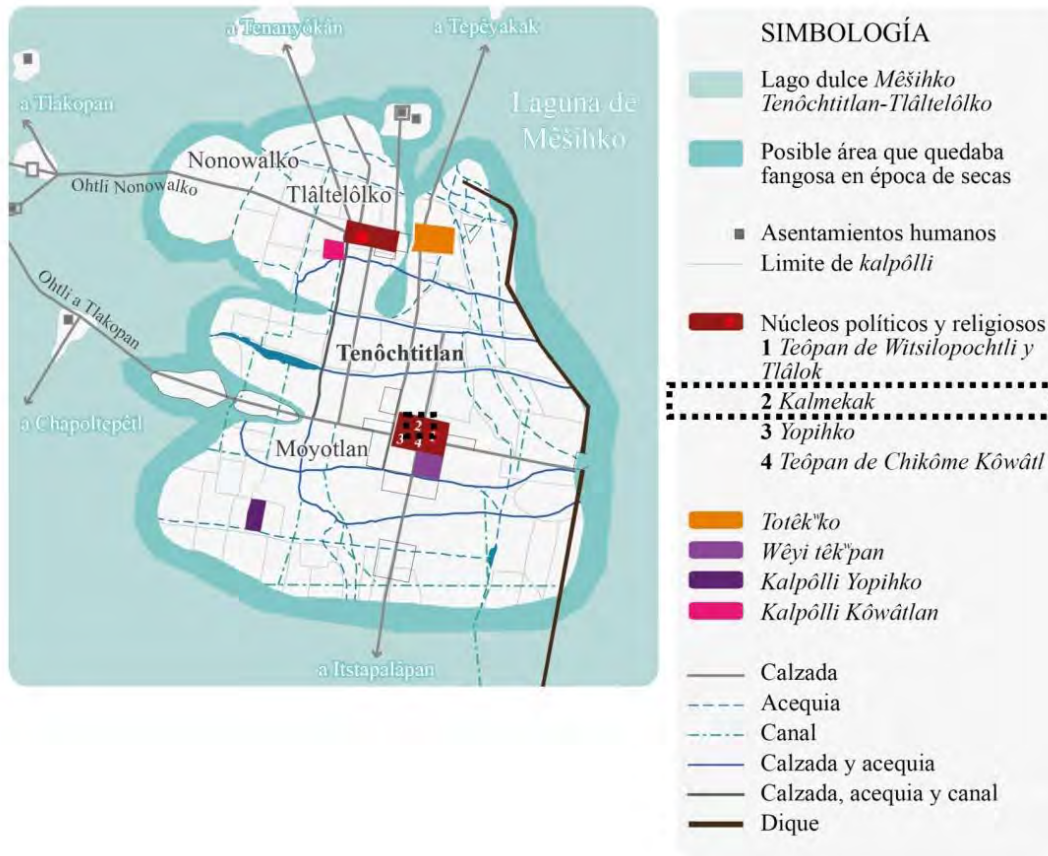 a Tenanyôkân
a Tepêyakak
a Tlakopan
Laguna de
Mêšihko
Nonowalko
Ohtli Nonowalko
Tlâltelôlko
Ohtli a Tlakopan
Tenôchtitlan
a Chapoltepêtl
Moyotlan
2
3
4
a Itstapalâpan
SIMBOLOGÍA
Lago dulce Mêšihko
Tenôchtitlan-Tlâltelôlko
Posible área que quedaba
fangosa en época de secas
Asentamientos humanos
Limite de kalpôlli
Núcleos políticos y religiosos
1 Teôpan de Witsilopochtli y
Tlâlok
2 Kalmekak
3 Yopihko
4 Teôpan de Chikôme Kôwâtl
Totêkʷko
Wêyi têkʷpan
Kalpôlli Yopihko
Kalpôlli Kôwâtlan
Calzada
Acequia
Canal
Calzada y acequia
Calzada, acequia y canal
Dique